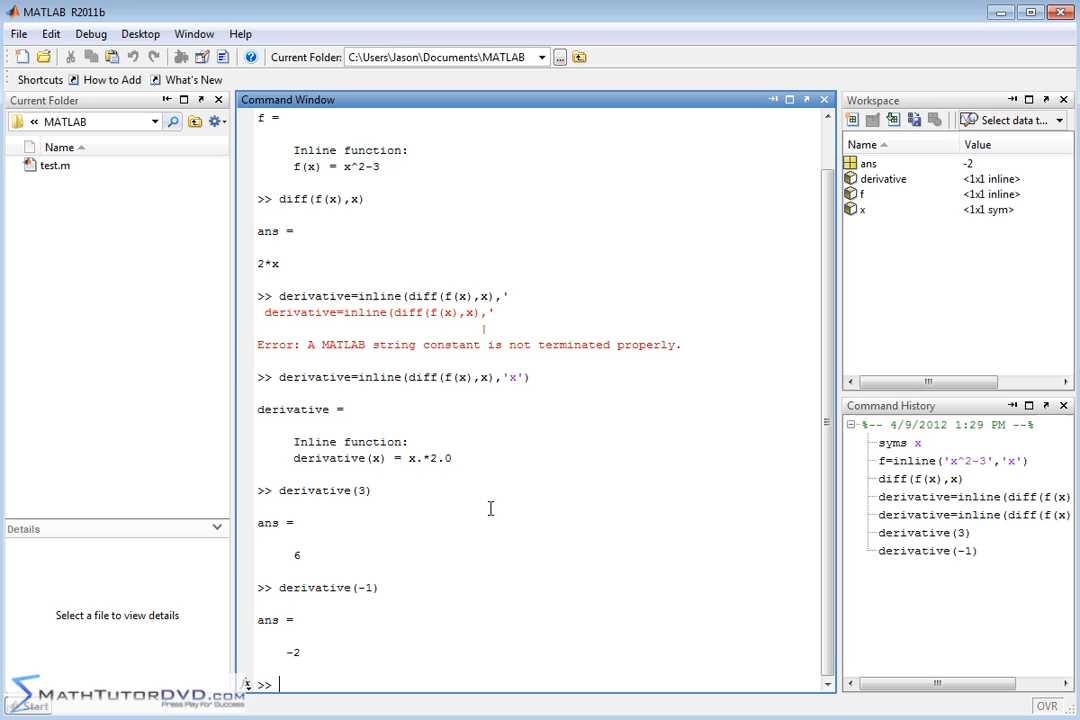 MATLAB R2011b
File Edit Debug Desktop Window Help
Current Folder: C:\Users\Jason\Documents\MATLAB
Shortcuts How to Add What's New
Current Folder
« MATLAB
Name
test.m
Details
Select a file to view details
Command Window
f =
Inline function:
f(x) = x^2-3
>> diff(f(x),x)
ans =
2*x
>> derivative=inline(diff(f(x),x),'
derivative=inline(diff(f(x),x),'
|
Error: A MATLAB string constant is not terminated properly.
>> derivative=inline(diff(f(x),x),'x')
derivative =
Inline function:
derivative(x) = x.*2.0
>> derivative(3)
ans =
6
>> derivative(-1)
ans =
-2
fx >>
Workspace
Select data t...
Name Value
ans -2
derivative <1x1 inline>
f <1x1 inline>
x <1x1 sym>
Command History
%-- 4/9/2012 1:29 PM --%
syms x
f=inline('x^2-3','x')
diff(f(x),x)
derivative=inline(diff(f(x)
derivative=inline(diff(f(x)
derivative(3)
derivative(-1)
MATHTUTORDVD.COM
Press Play For Success
Start
OVR